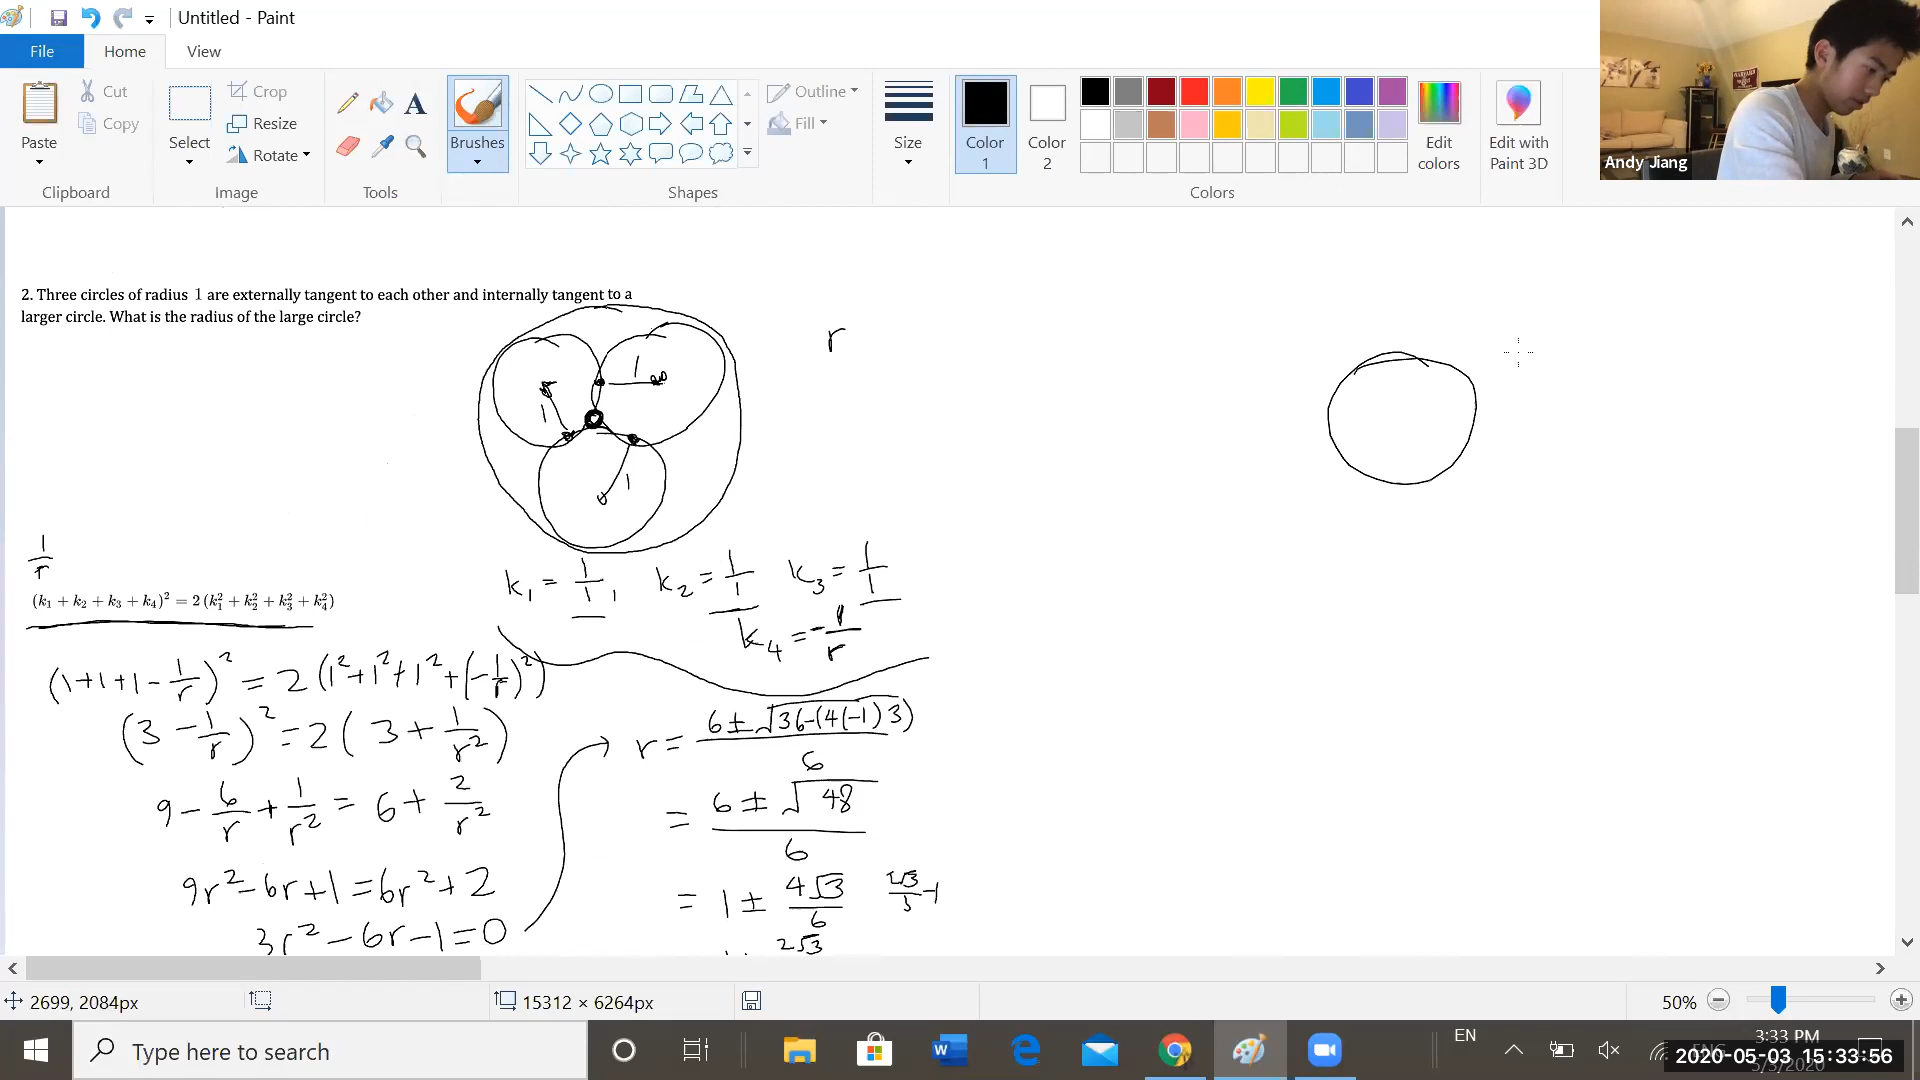 Untitled - Paint
File Home View
Paste
Cut
Copy
Clipboard
Select
Crop
Resize
Rotate
Image
A
Tools
Brushes
Outline
Fill
Shapes
Size
Color 1
Color 2
Edit colors
Colors
Edit with Paint 3D
Andy Jiang
2. Three circles of radius 1 are externally tangent to each other and internally tangent to a
larger circle. What is the radius of the large circle?
r
1
1
1
1/r
(k₁ + k₂ + k₃ + k₄)² = 2 (k₁² + k₂² + k₃² + k₄²)
k₁ = 1/1, k₂ = 1/1 k₃ = 1/1
k₄ = -1/r
(1+1+1 - 1/r)² = 2(1²+1²+1²+(-1/r)²)
(3 - 1/r)² = 2(3 + 1/r²)
9 - 6/r + 1/r² = 6 + 2/r²
9r² - 6r + 1 = 6r² + 2
3r² - 6r - 1 = 0
r = (6 ± √36-(4(-1)3))/6
= (6 ± √48)/6
= 1 ± 4√3/6
2√3/3 - 1
2√3
2699, 2084px
15312 × 6264px
50%
Type here to search
EN
3:33 PM
2020-05-03 15:33:56